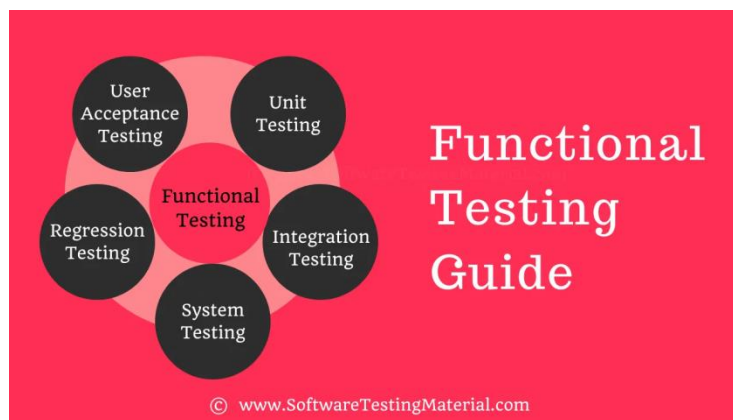 User
Acceptance
Testing
Unit
Testing
Functional
Testing
Regression
Testing
Integration
Testing
System
Testing
Functional
Testing
Guide
© www.SoftwareTestingMaterial.com